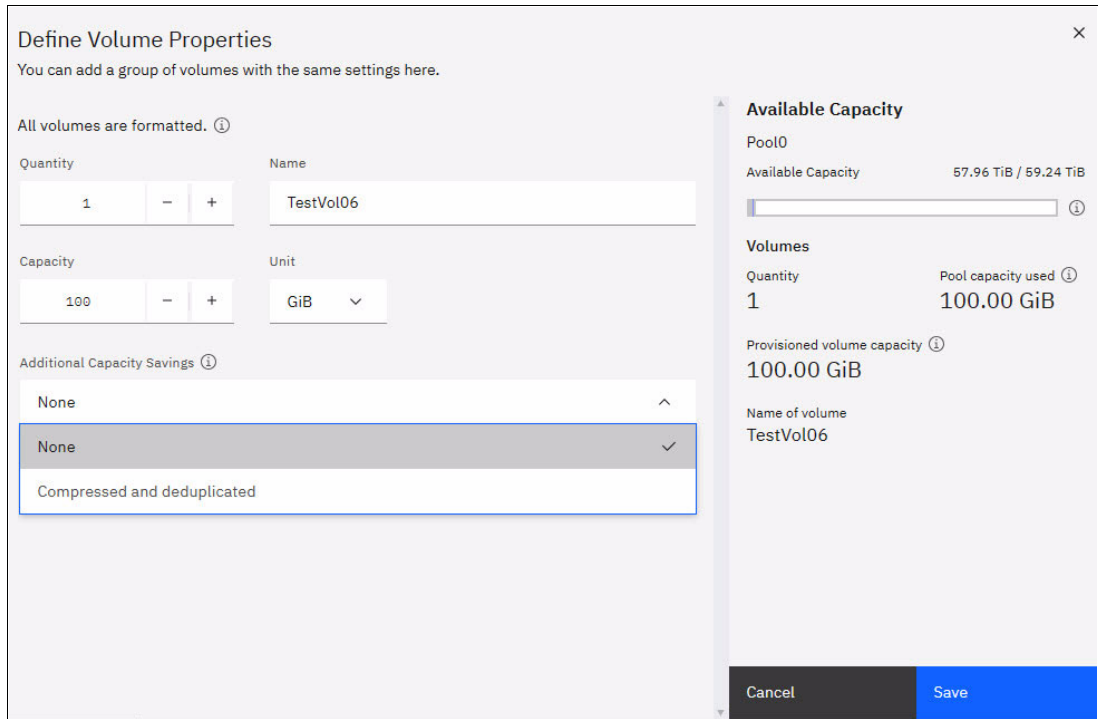 Define Volume Properties
You can add a group of volumes with the same settings here.
All volumes are formatted.
Quantity
Name
1
TestVol06
Capacity
Unit
100
GiB
Additional Capacity Savings
None
None
Compressed and deduplicated
Available Capacity
Pool0
Available Capacity 57.96 TiB / 59.24 TiB
Volumes
Quantity Pool capacity used
1 100.00 GiB
Provisioned volume capacity
100.00 GiB
Name of volume
TestVol06
Cancel Save